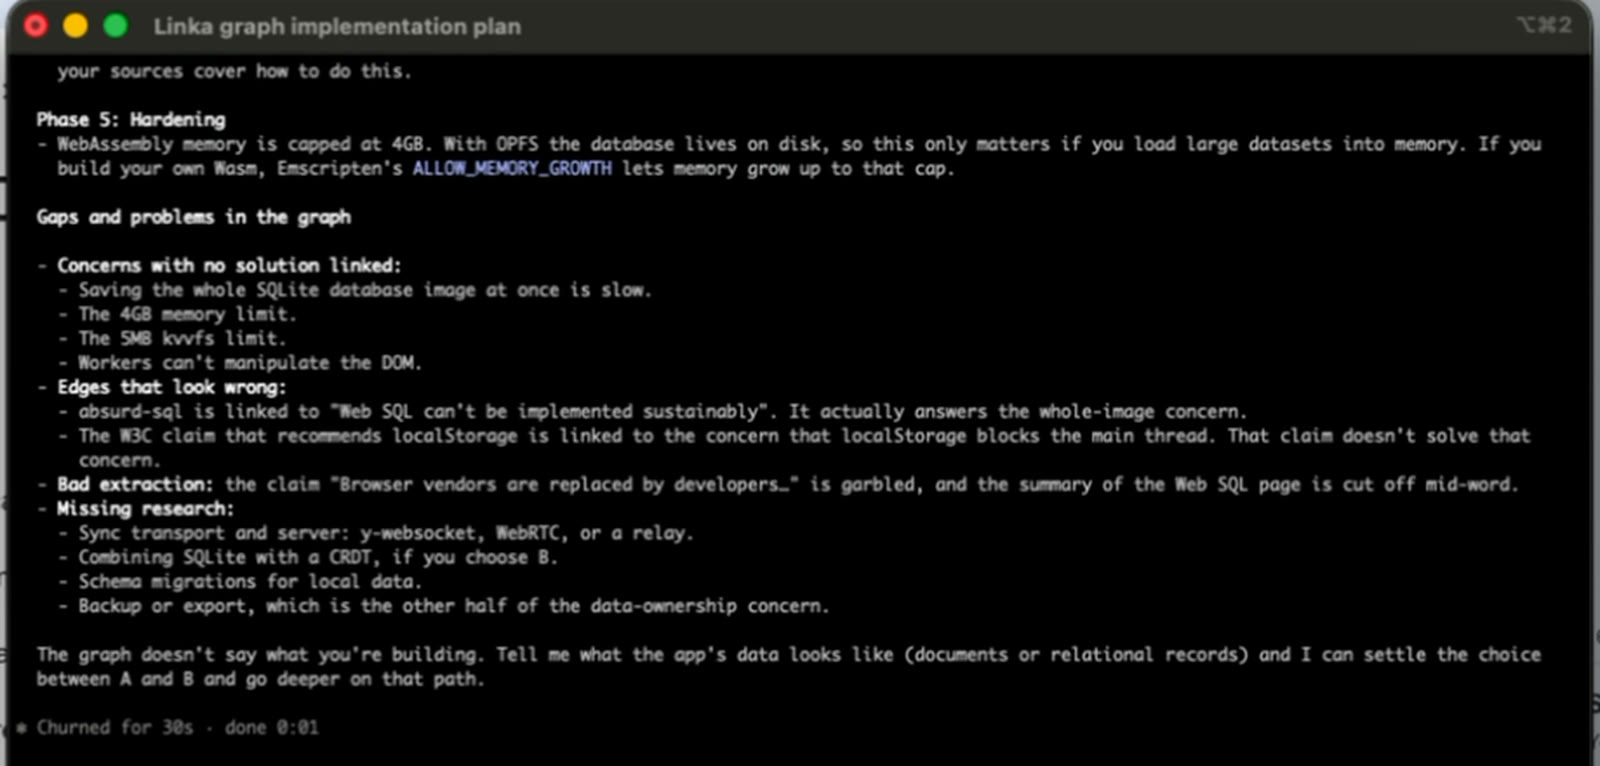 Linka graph implementation plan
⌥⌘2
your sources cover how to do this.
Phase 5: Hardening
- WebAssembly memory is capped at 4GB. With OPFS the database lives on disk, so this only matters if you load large datasets into memory. If you
build your own Wasm, Emscripten's ALLOW_MEMORY_GROWTH lets memory grow up to that cap.
Gaps and problems in the graph
- Concerns with no solution linked:
- Saving the whole SQLite database image at once is slow.
- The 4GB memory limit.
- The 5MB kvvfs limit.
- Workers can't manipulate the DOM.
- Edges that look wrong:
- absurd-sql is linked to "Web SQL can't be implemented sustainably". It actually answers the whole-image concern.
- The W3C claim that recommends localStorage is linked to the concern that localStorage blocks the main thread. That claim doesn't solve that
concern.
- Bad extraction: the claim "Browser vendors are replaced by developers…" is garbled, and the summary of the Web SQL page is cut off mid-word.
- Missing research:
- Sync transport and server: y-websocket, WebRTC, or a relay.
- Combining SQLite with a CRDT, if you choose B.
- Schema migrations for local data.
- Backup or export, which is the other half of the data-ownership concern.
The graph doesn't say what you're building. Tell me what the app's data looks like (documents or relational records) and I can settle the choice
between A and B and go deeper on that path.
* Churned for 30s · done 0:01